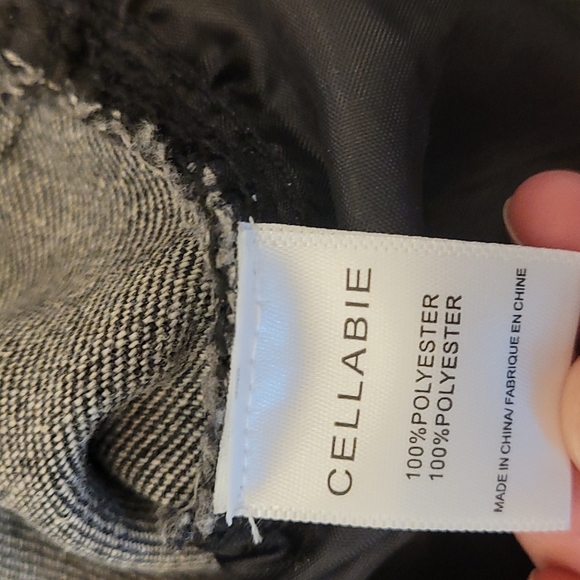 CELLABIE
100%POLYESTER
100%POLYESTER
MADE IN CHINA/ FABRIQUE EN CHINE